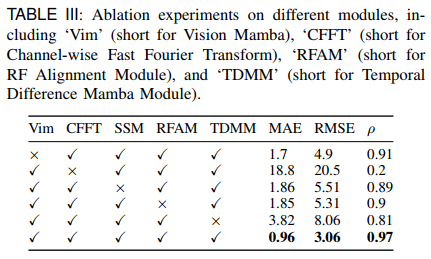 TABLE III: Ablation experiments on different modules, in-
cluding ‘Vim’ (short for Vision Mamba), ‘CFFT’ (short for
Channel-wise Fast Fourier Transform), ‘RFAM’ (short for
RF Alignment Module), and ‘TDMM’ (short for Temporal
Difference Mamba Module).
Vim CFFT SSM RFAM TDMM MAE RMSE ρ
× ✓ ✓ ✓ ✓ 1.7 4.9 0.91
✓ × ✓ ✓ ✓ 18.8 20.5 0.2
✓ ✓ × ✓ ✓ 1.86 5.51 0.89
✓ ✓ ✓ × ✓ 1.85 5.31 0.9
✓ ✓ ✓ ✓ × 3.82 8.06 0.81
✓ ✓ ✓ ✓ ✓ 0.96 3.06 0.97